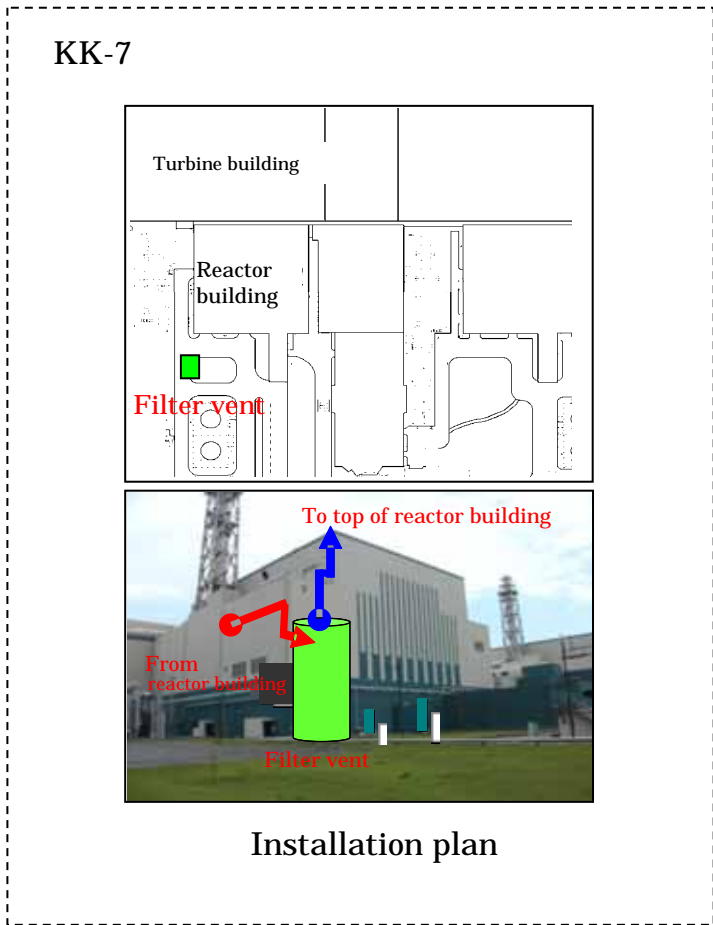 KK-7
Turbine building
Reactor
building
Filter vent
To top of reactor building
From
reactor building
Filter vent
Installation plan